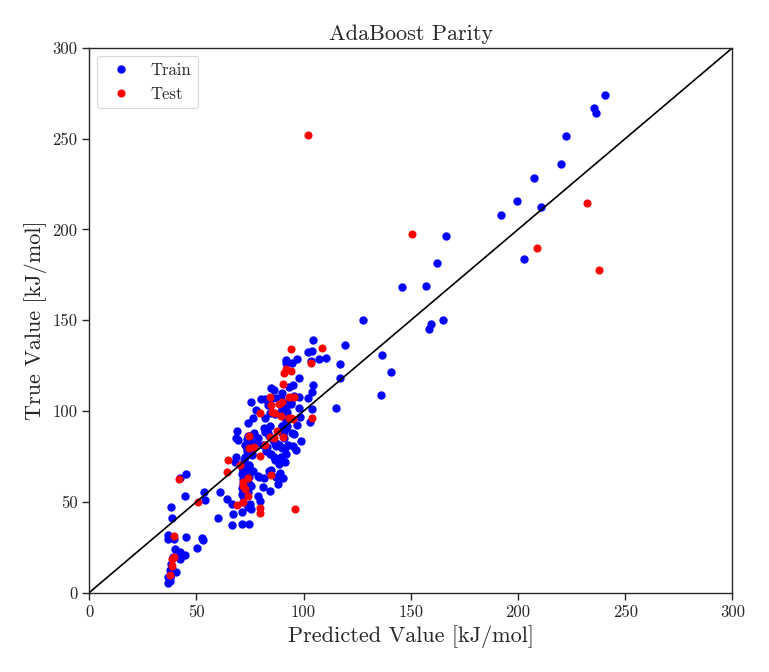 AdaBoost Parity
300
250
200
150
100
50
0
True Value [kJ/mol]
Train
Test
0 50 100 150 200 250 300
Predicted Value [kJ/mol]